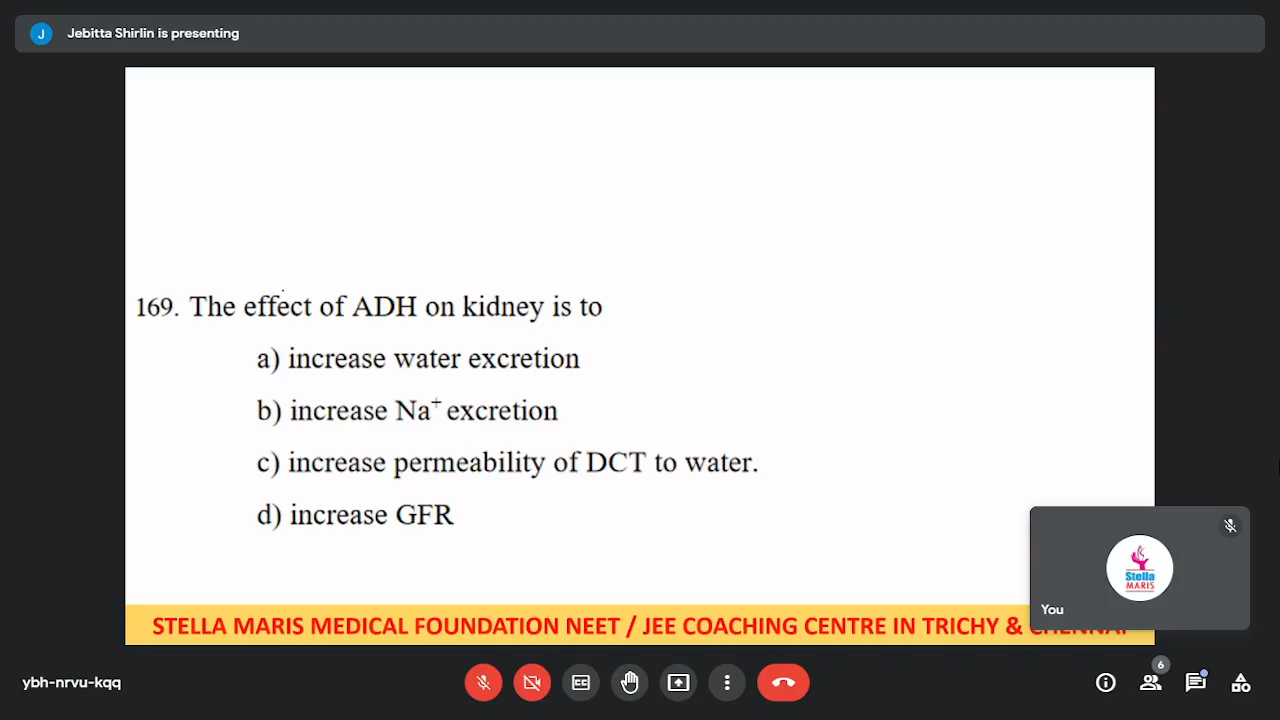 J
Jebitta Shirlin is presenting
169. The effect of ADH on kidney is to
a) increase water excretion
b) increase Na⁺ excretion
c) increase permeability of DCT to water.
d) increase GFR
Stella
MARIS
You
STELLA MARIS MEDICAL FOUNDATION NEET / JEE COACHING CENTRE IN TRICHY & CHENNAI
ybh-nrvu-kqq
CC
6